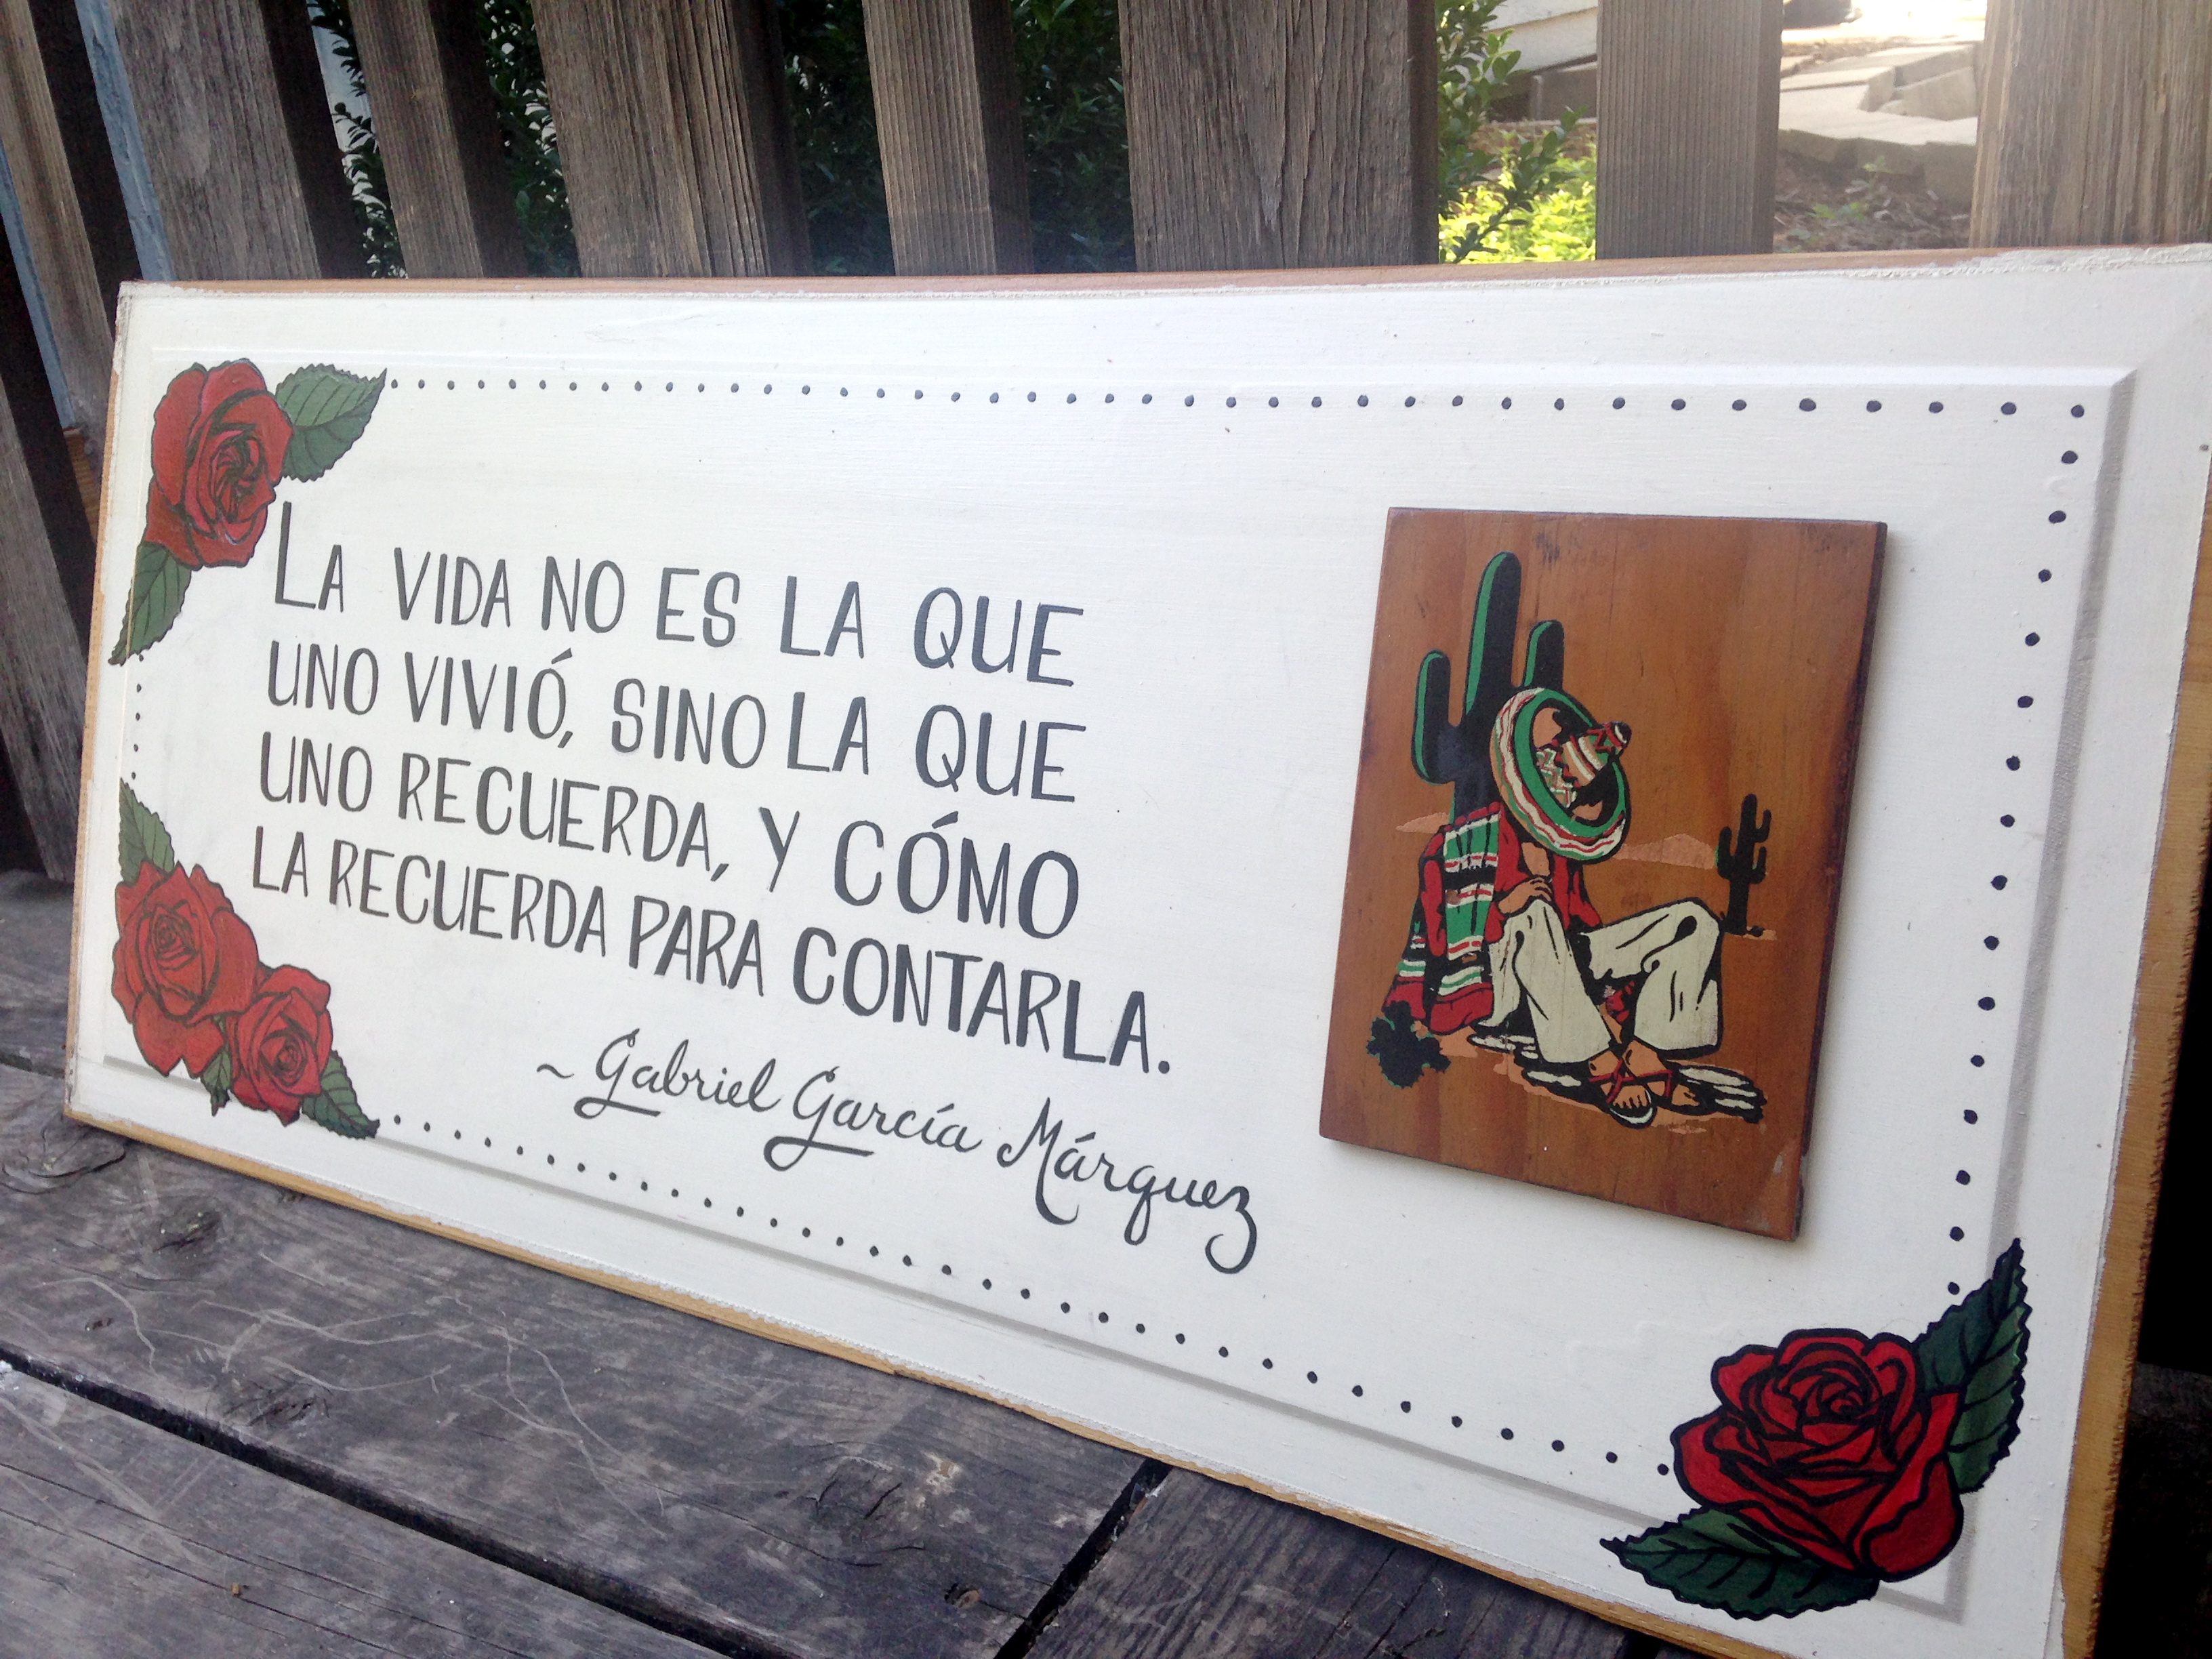 LA VIDA NO ES LA QUE
UNO VIVIÓ, SINO LA QUE
UNO RECUERDA, Y CÓMO
LA RECUERDA PARA CONTARLA.
~ Gabriel García Márquez